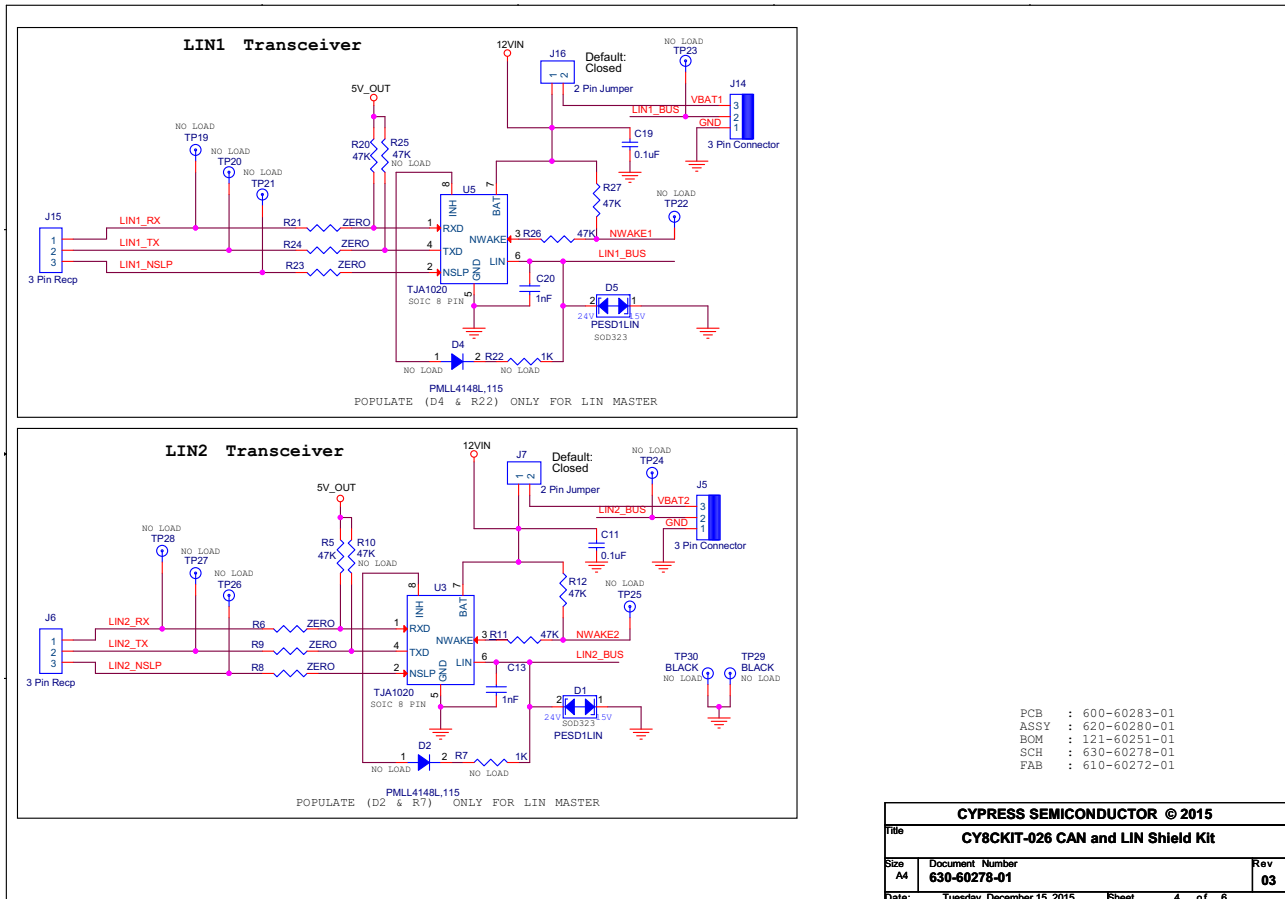 LIN1 Transceiver
12VIN
J16
Default:
Closed
1 2
2 Pin Jumper
NO LOAD
TP23
J14
VBAT1
LIN1_BUS
GND
3
2
1
3 Pin Connector
5V_OUT
C19
0.1uF
NO LOAD
TP19
NO LOAD
TP20
NO LOAD
TP21
R20
47K
R25
47K
NO LOAD
R27
47K
NO LOAD
TP22
U5
8
7
INH
BAT
J15
1
2
3
3 Pin Recp
LIN1_RX
R21
ZERO
1
RXD
LIN1_TX
R24
ZERO
4
TXD
LIN1_NSLP
R23
ZERO
2
NSLP
NWAKE
3
R26
47K
NWAKE1
LIN
6
LIN1_BUS
GND
5
TJA1020
SOIC 8 PIN
C20
1nF
D5
2
1
24V
15V
PESD1LIN
SOD323
D4
1
2
R22
1K
NO LOAD
NO LOAD
PMLL4148L,115
POPULATE (D4 & R22) ONLY FOR LIN MASTER
LIN2 Transceiver
12VIN
J7
Default:
Closed
1 2
2 Pin Jumper
NO LOAD
TP24
J5
VBAT2
LIN2_BUS
GND
3
2
1
3 Pin Connector
5V_OUT
C11
0.1uF
NO LOAD
TP28
NO LOAD
TP27
NO LOAD
TP26
R5
47K
R10
47K
NO LOAD
R12
47K
NO LOAD
TP25
U3
8
7
INH
BAT
J6
1
2
3
3 Pin Recp
LIN2_RX
R6
ZERO
1
RXD
LIN2_TX
R9
ZERO
4
TXD
LIN2_NSLP
R8
ZERO
2
NSLP
NWAKE
3
R11
47K
NWAKE2
LIN
6
LIN2_BUS
GND
5
TJA1020
SOIC 8 PIN
C13
1nF
D1
2
1
24V
15V
SOD323
PESD1LIN
TP30
BLACK
NO LOAD
TP29
BLACK
NO LOAD
D2
1
2
R7
1K
NO LOAD
NO LOAD
PMLL4148L,115
POPULATE (D2 & R7) ONLY FOR LIN MASTER
PCB : 600-60283-01
ASSY : 620-60280-01
BOM : 121-60251-01
SCH : 630-60278-01
FAB : 610-60272-01
CYPRESS SEMICONDUCTOR © 2015
Title
CY8CKIT-026 CAN and LIN Shield Kit
Size
A4
Document Number
630-60278-01
Rev
03
Date: Tuesday, December 15, 2015 Sheet 4 of 6